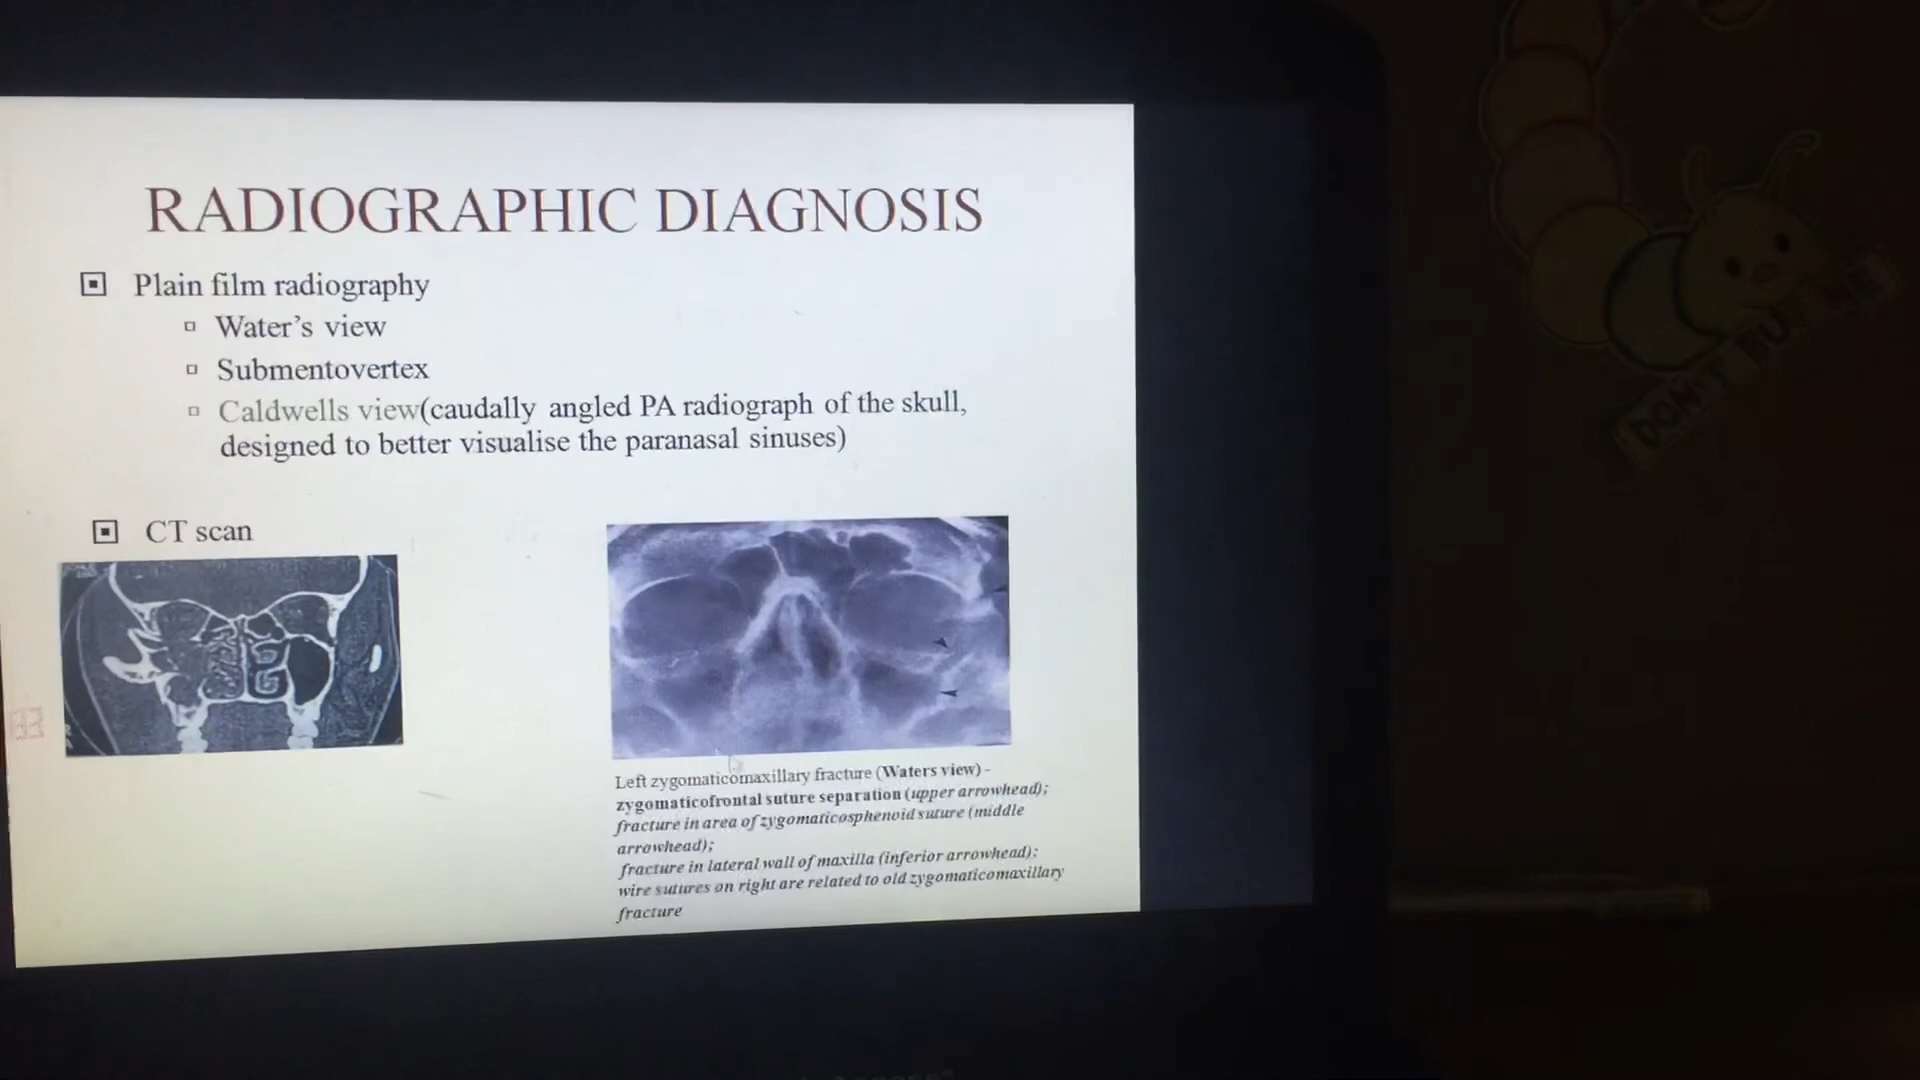 RADIOGRAPHIC DIAGNOSIS
Plain film radiography
Water's view
Submentovertex
Caldwells view(caudally angled PA radiograph of the skull,
designed to better visualise the paranasal sinuses)
CT scan
Left zygomaticomaxillary fracture (Waters view) -
zygomaticofrontal suture separation (upper arrowhead);
fracture in area of zygomaticosphenoid suture (middle
arrowhead);
fracture in lateral wall of maxilla (inferior arrowhead);
wire sutures on right are related to old zygomaticomaxillary
fracture
DON'T